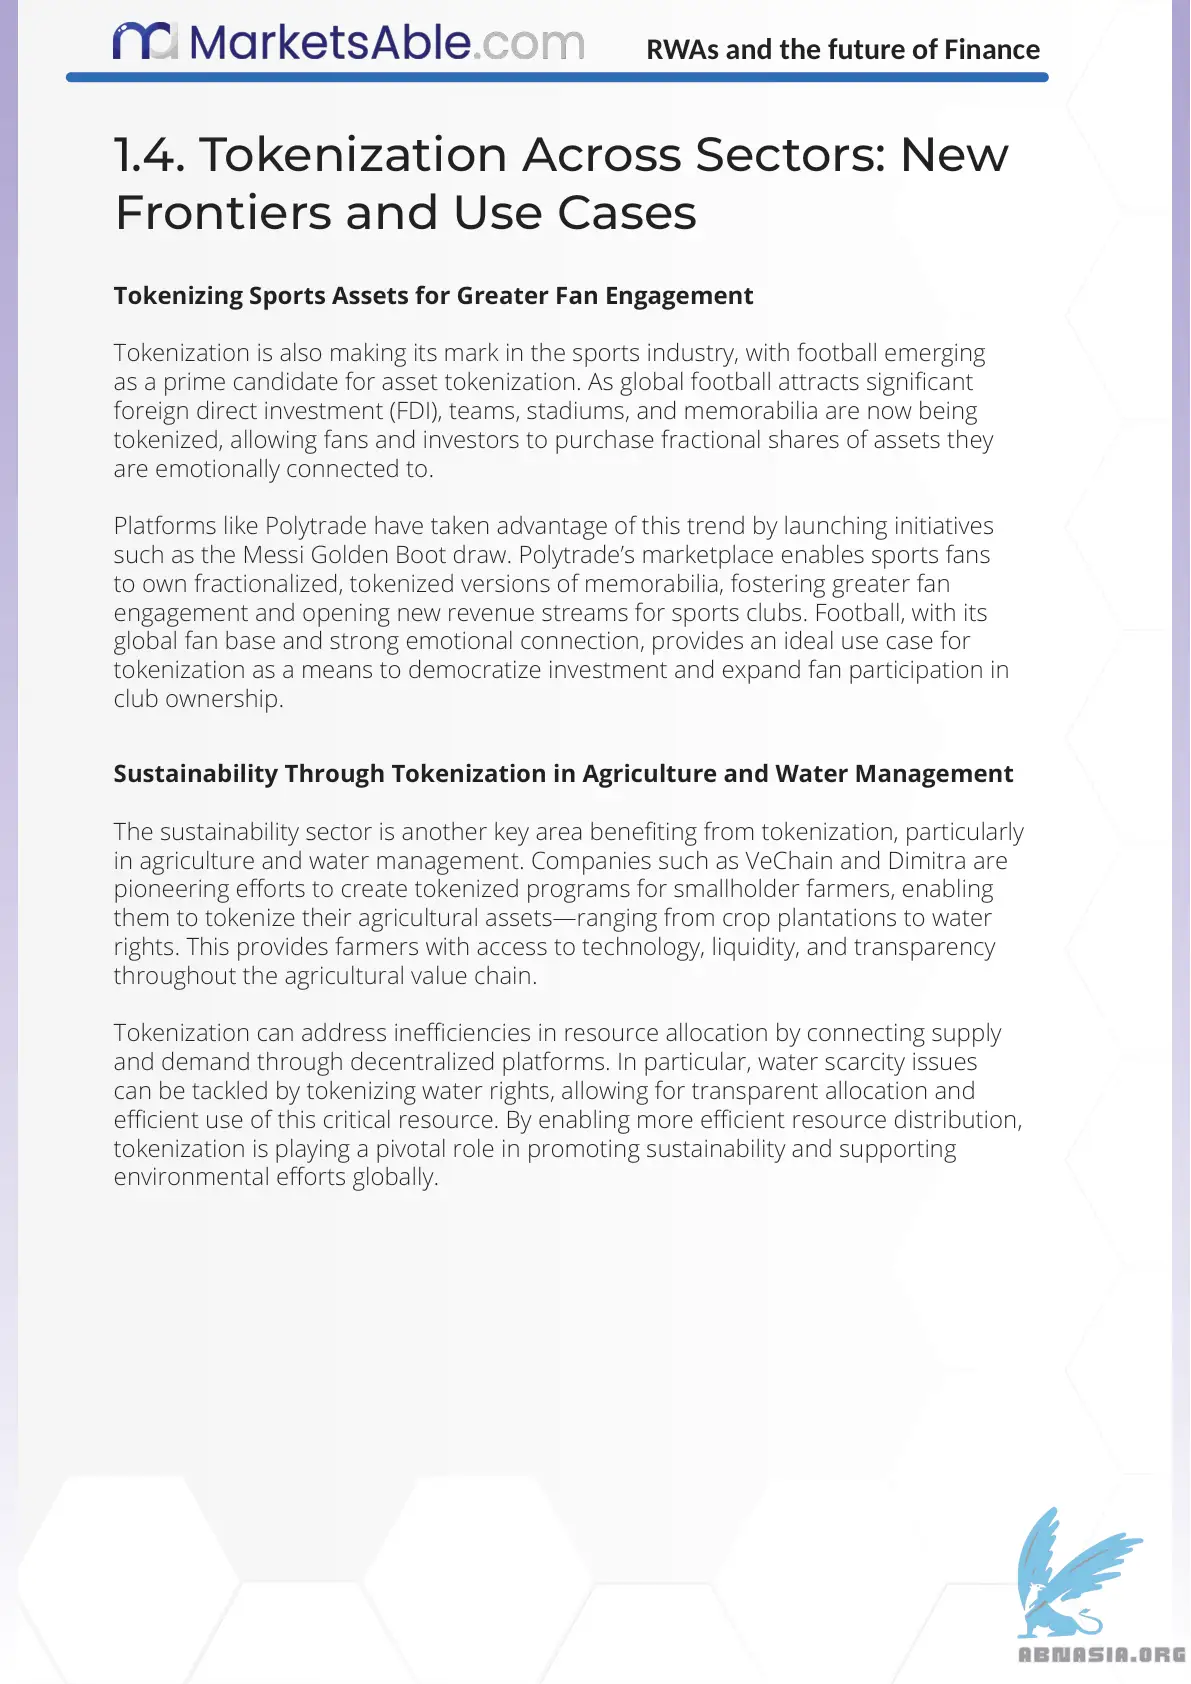 MarketsAble.com
RWAs and the future of Finance
1.4. Tokenization Across Sectors: New
Frontiers and Use Cases
Tokenizing Sports Assets for Greater Fan Engagement
Tokenization is also making its mark in the sports industry, with football emerging
as a prime candidate for asset tokenization. As global football attracts significant
foreign direct investment (FDI), teams, stadiums, and memorabilia are now being
tokenized, allowing fans and investors to purchase fractional shares of assets they
are emotionally connected to.
Platforms like Polytrade have taken advantage of this trend by launching initiatives
such as the Messi Golden Boot draw. Polytrade’s marketplace enables sports fans
to own fractionalized, tokenized versions of memorabilia, fostering greater fan
engagement and opening new revenue streams for sports clubs. Football, with its
global fan base and strong emotional connection, provides an ideal use case for
tokenization as a means to democratize investment and expand fan participation in
club ownership.
Sustainability Through Tokenization in Agriculture and Water Management
The sustainability sector is another key area benefiting from tokenization, particularly
in agriculture and water management. Companies such as VeChain and Dimitra are
pioneering efforts to create tokenized programs for smallholder farmers, enabling
them to tokenize their agricultural assets—ranging from crop plantations to water
rights. This provides farmers with access to technology, liquidity, and transparency
throughout the agricultural value chain.
Tokenization can address inefficiencies in resource allocation by connecting supply
and demand through decentralized platforms. In particular, water scarcity issues
can be tackled by tokenizing water rights, allowing for transparent allocation and
efficient use of this critical resource. By enabling more efficient resource distribution,
tokenization is playing a pivotal role in promoting sustainability and supporting
environmental efforts globally.
ABNASIA.ORG